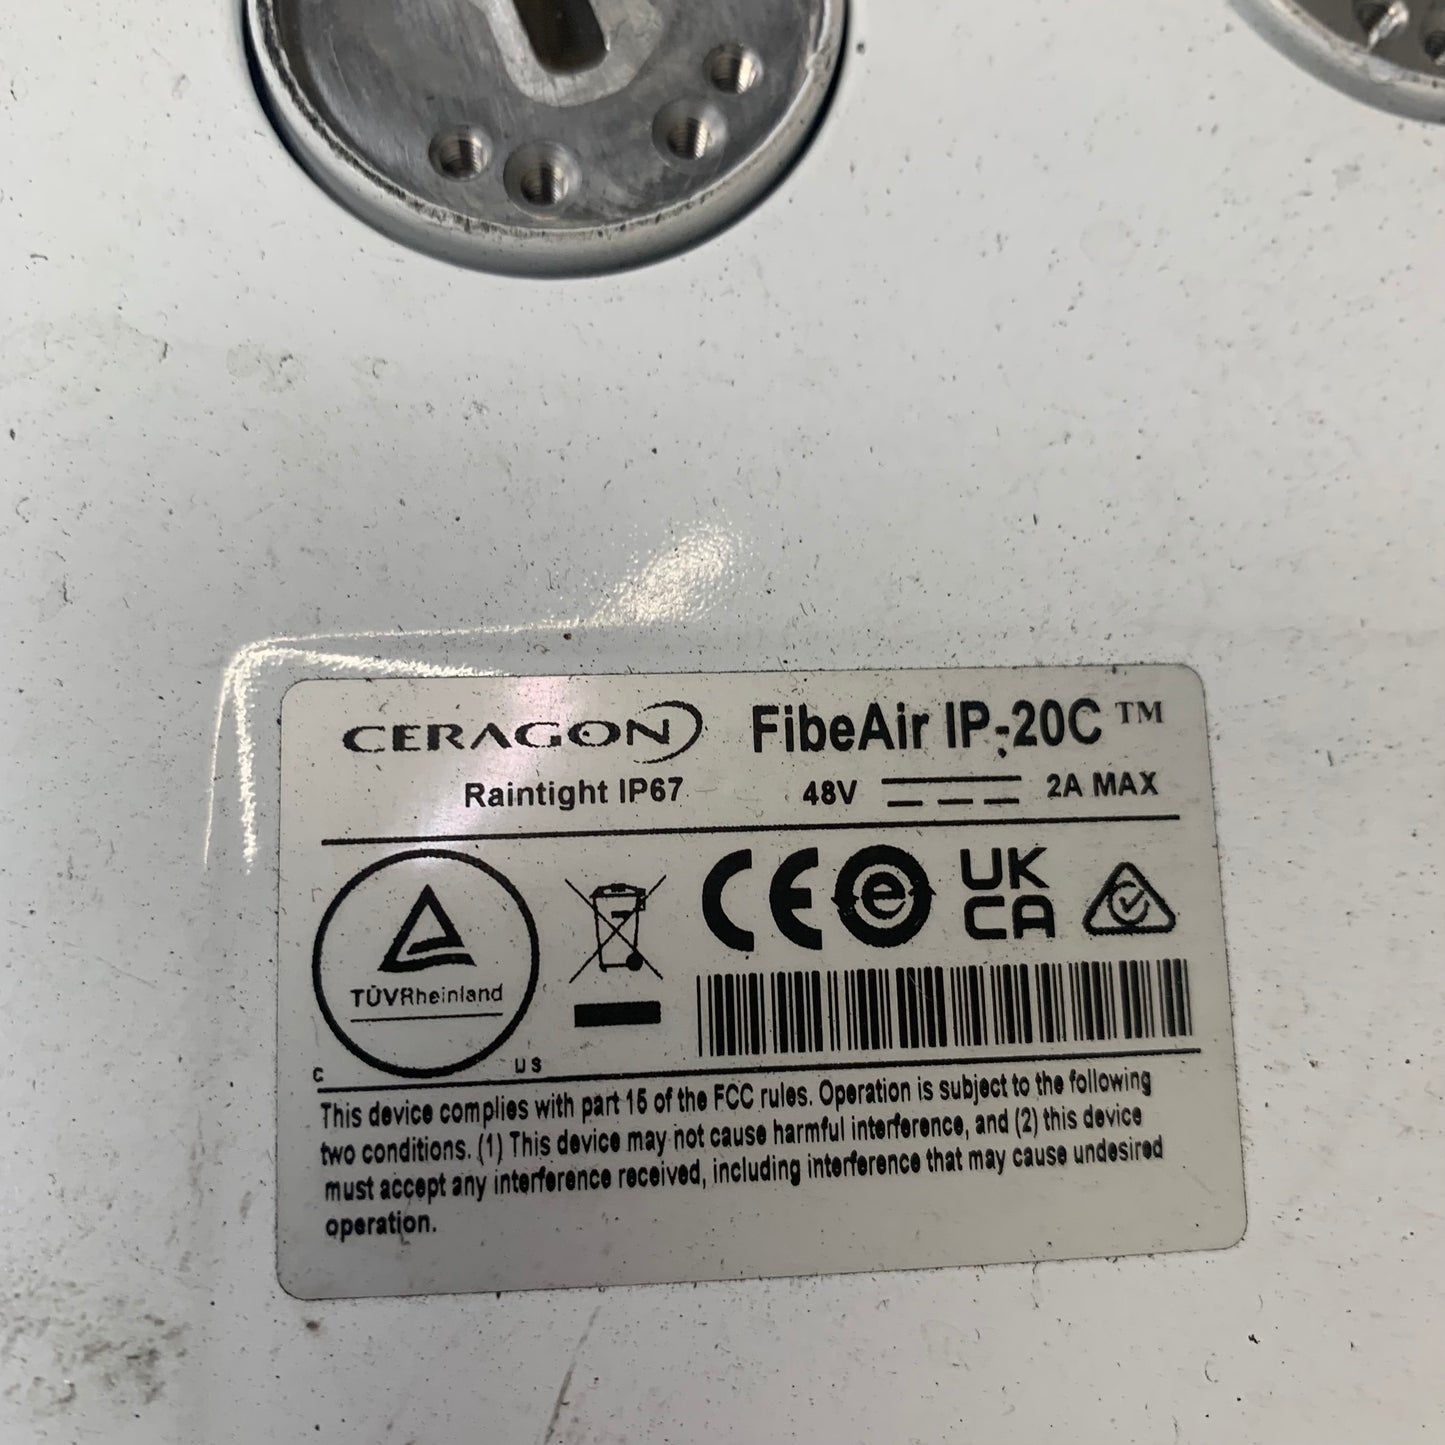 CERAGON FibeAir IP-20C™
Raintight IP67 48V 2A MAX
CE e UK CA
TÜVRheinland
C US
This device complies with part 15 of the FCC rules. Operation is subject to the following
two conditions. (1) This device may not cause harmful interference, and (2) this device
must accept any interference received, including interference that may cause undesired
operation.